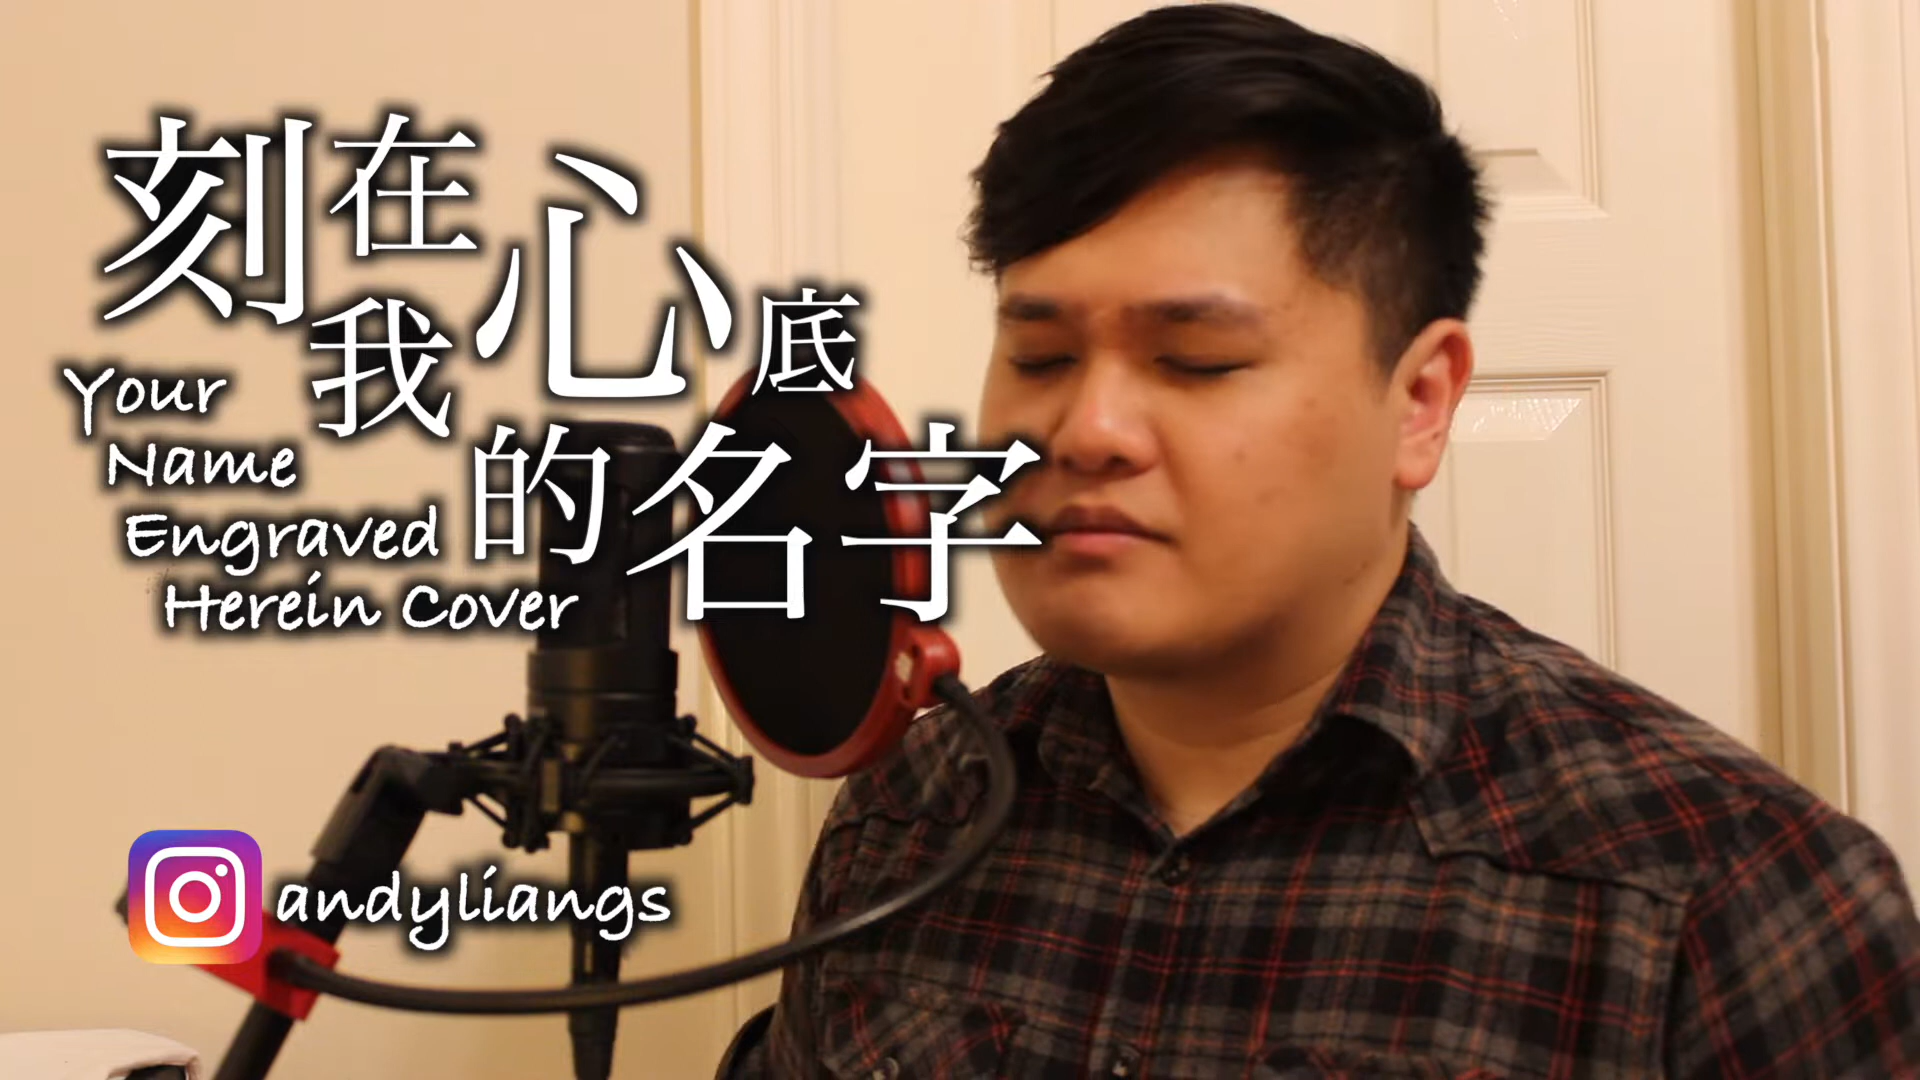 刻在我心底的名字
Your
Name
Engraved
Herein Cover
andyliangs